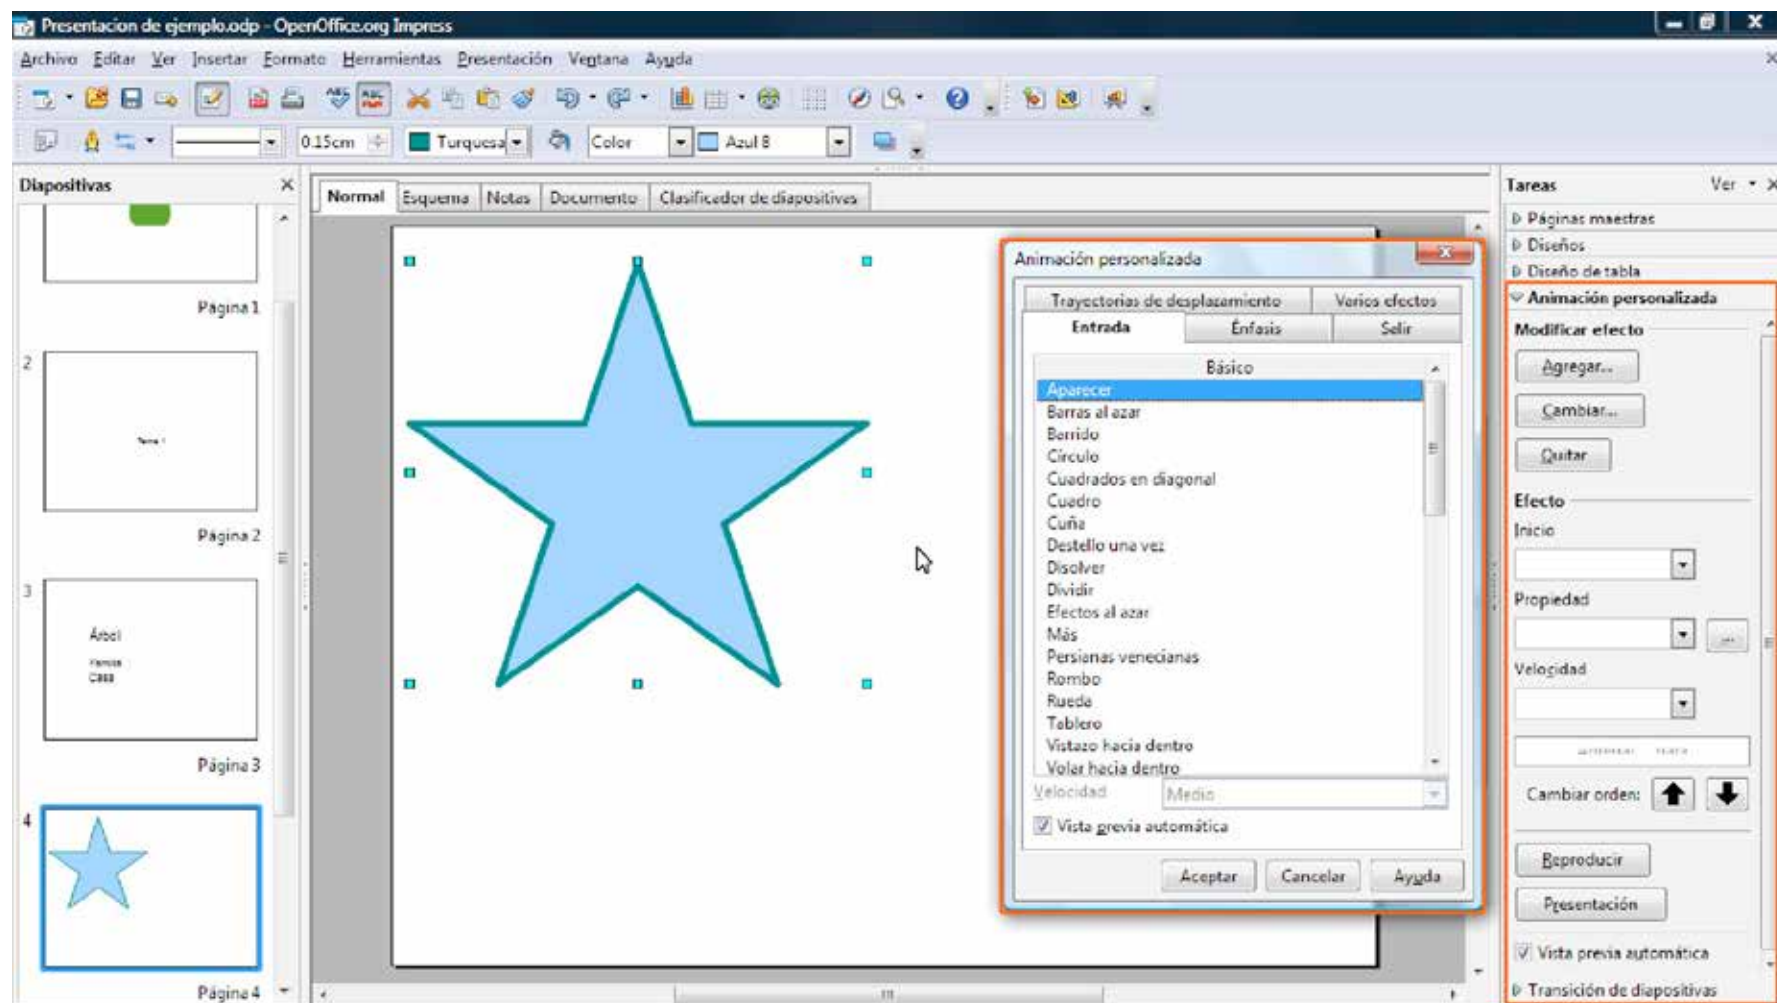 Presentacion de ejemplo.odp - OpenOffice.org Impress
Archivo Editar Ver Insertar Formato Herramientas Presentación Ventana Ayuda
0.15cm Turquesa Color Azul 8
Diapositivas
Página 1
2
Tema 1
Página 2
3
Árbol
Familia
Casa
Página 3
4
Página 4
Normal Esquema Notas Documento Clasificador de diapositivas
Animación personalizada
Trayectorias de desplazamiento Varios efectos
Entrada Énfasis Salir
Básico
Aparecer
Barras al azar
Barrido
Círculo
Cuadrados en diagonal
Cuadro
Cuña
Destello una vez
Disolver
Dividir
Efectos al azar
Más
Persianas venecianas
Rombo
Rueda
Tablero
Vistazo hacia dentro
Volar hacia dentro
Velocidad Medio
Vista previa automática
Aceptar Cancelar Ayuda
Tareas Ver
Páginas maestras
Diseños
Diseño de tabla
Animación personalizada
Modificar efecto
Agregar...
Cambiar...
Quitar
Efecto
Inicio
Propiedad
...
Velocidad
Cambiar orden:
Reproducir
Presentación
Vista previa automática
Transición de diapositivas